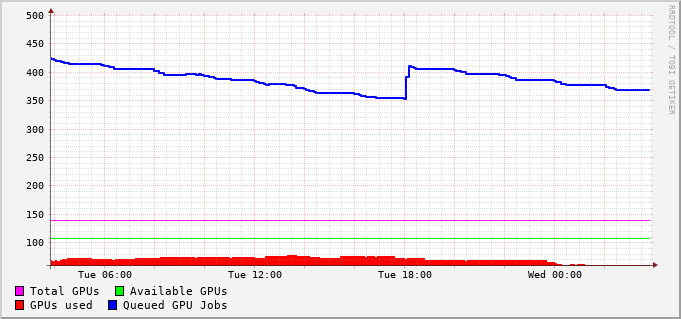 500
450
400
350
300
250
200
150
100
Tue 06:00 Tue 12:00 Tue 18:00 Wed 00:00
Total GPUs Available GPUs
GPUs used Queued GPU Jobs
RRDTOOL / TOBI OETIKER